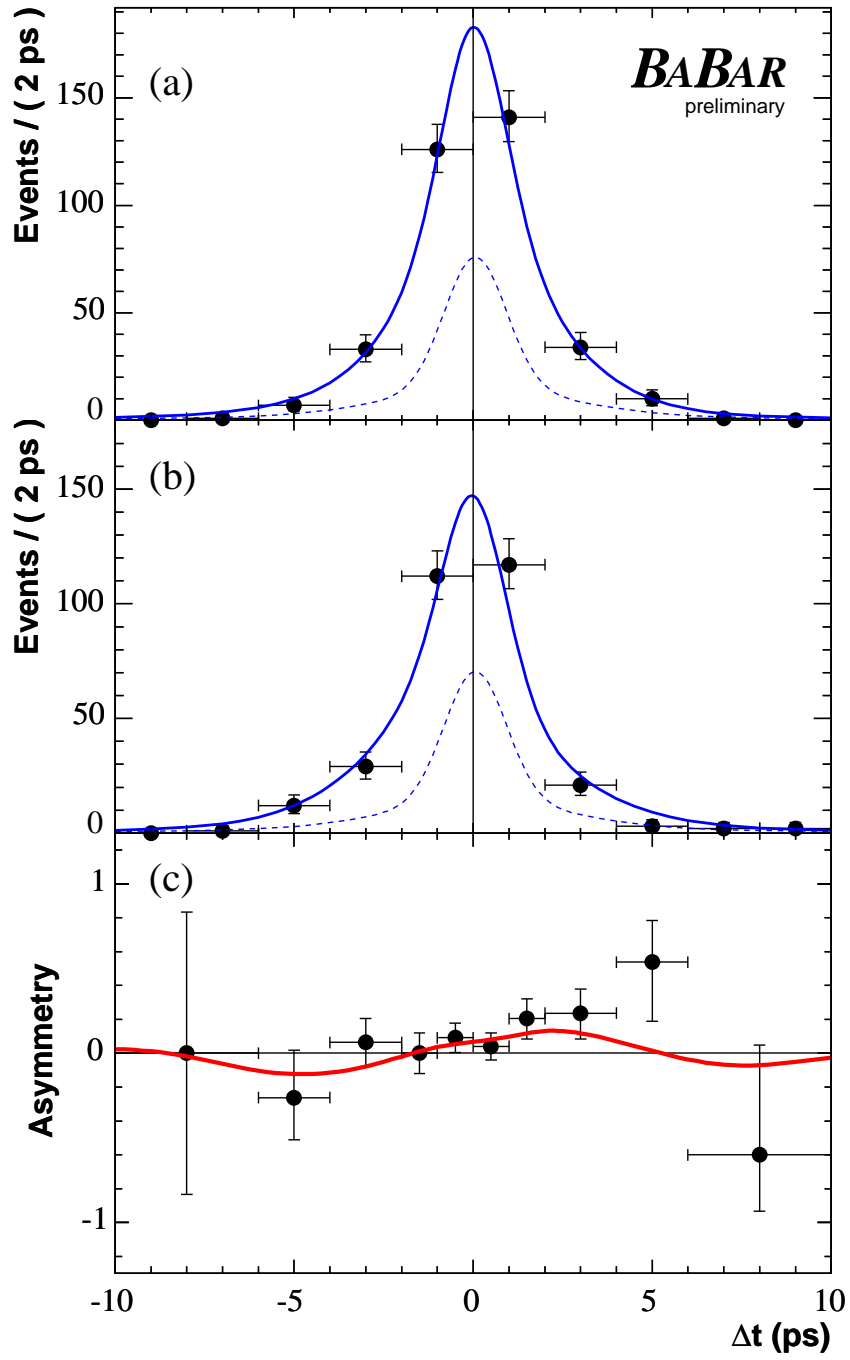 (a)
BABAR
preliminary
Events / ( 2 ps )
150
100
50
0
(b)
Events / ( 2 ps )
150
100
50
0
(c)
Asymmetry
1
0
-1
-10 -5 0 5 10
Δt (ps)